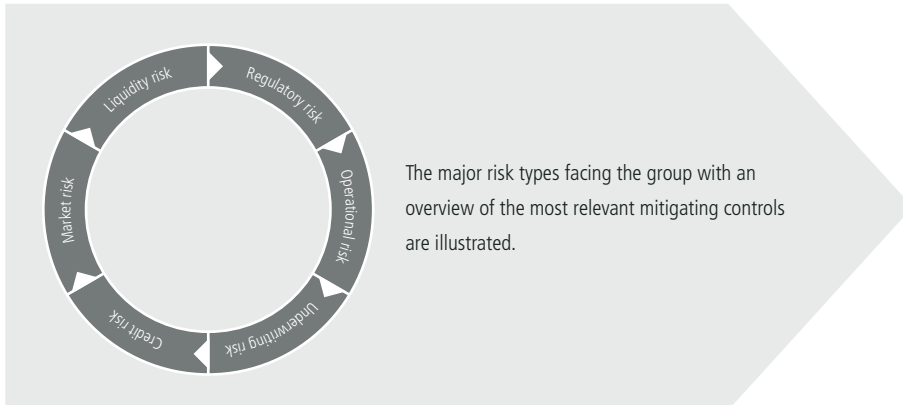 Liquidity risk
Regulatory risk
Operational risk
Underwriting risk
Credit risk
Market risk
The major risk types facing the group with an
overview of the most relevant mitigating controls
are illustrated.